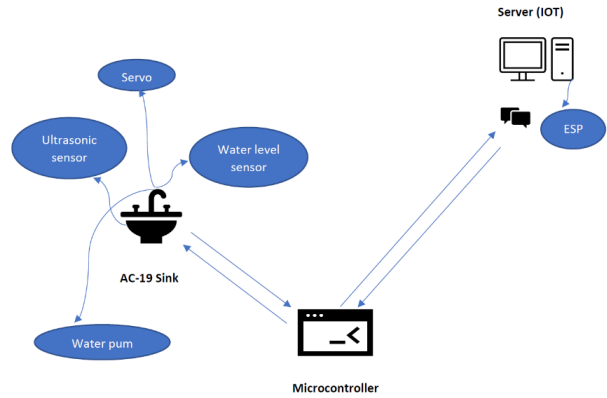 Server (IOT)
Servo
Ultrasonic
sensor
Water level
sensor
ESP
AC-19 Sink
Water pum
Microcontroller